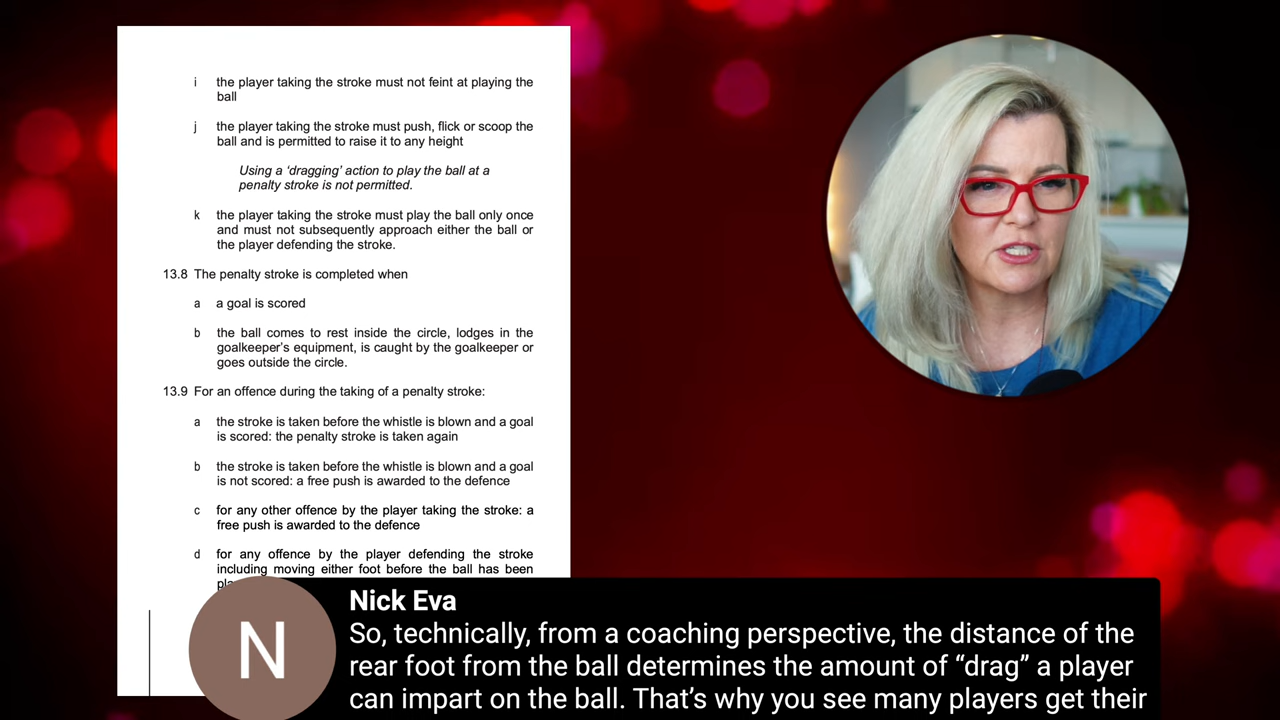 i the player taking the stroke must not feint at playing the
ball
j the player taking the stroke must push, flick or scoop the
ball and is permitted to raise it to any height
Using a ‘dragging’ action to play the ball at a
penalty stroke is not permitted.
k the player taking the stroke must play the ball only once
and must not subsequently approach either the ball or
the player defending the stroke.
13.8 The penalty stroke is completed when
a a goal is scored
b the ball comes to rest inside the circle, lodges in the
goalkeeper’s equipment, is caught by the goalkeeper or
goes outside the circle.
13.9 For an offence during the taking of a penalty stroke:
a the stroke is taken before the whistle is blown and a goal
is scored: the penalty stroke is taken again
b the stroke is taken before the whistle is blown and a goal
is not scored: a free push is awarded to the defence
c for any other offence by the player taking the stroke: a
free push is awarded to the defence
d for any offence by the player defending the stroke
including moving either foot before the ball has been
N
Nick Eva
So, technically, from a coaching perspective, the distance of the
rear foot from the ball determines the amount of “drag” a player
can impart on the ball. That’s why you see many players get their